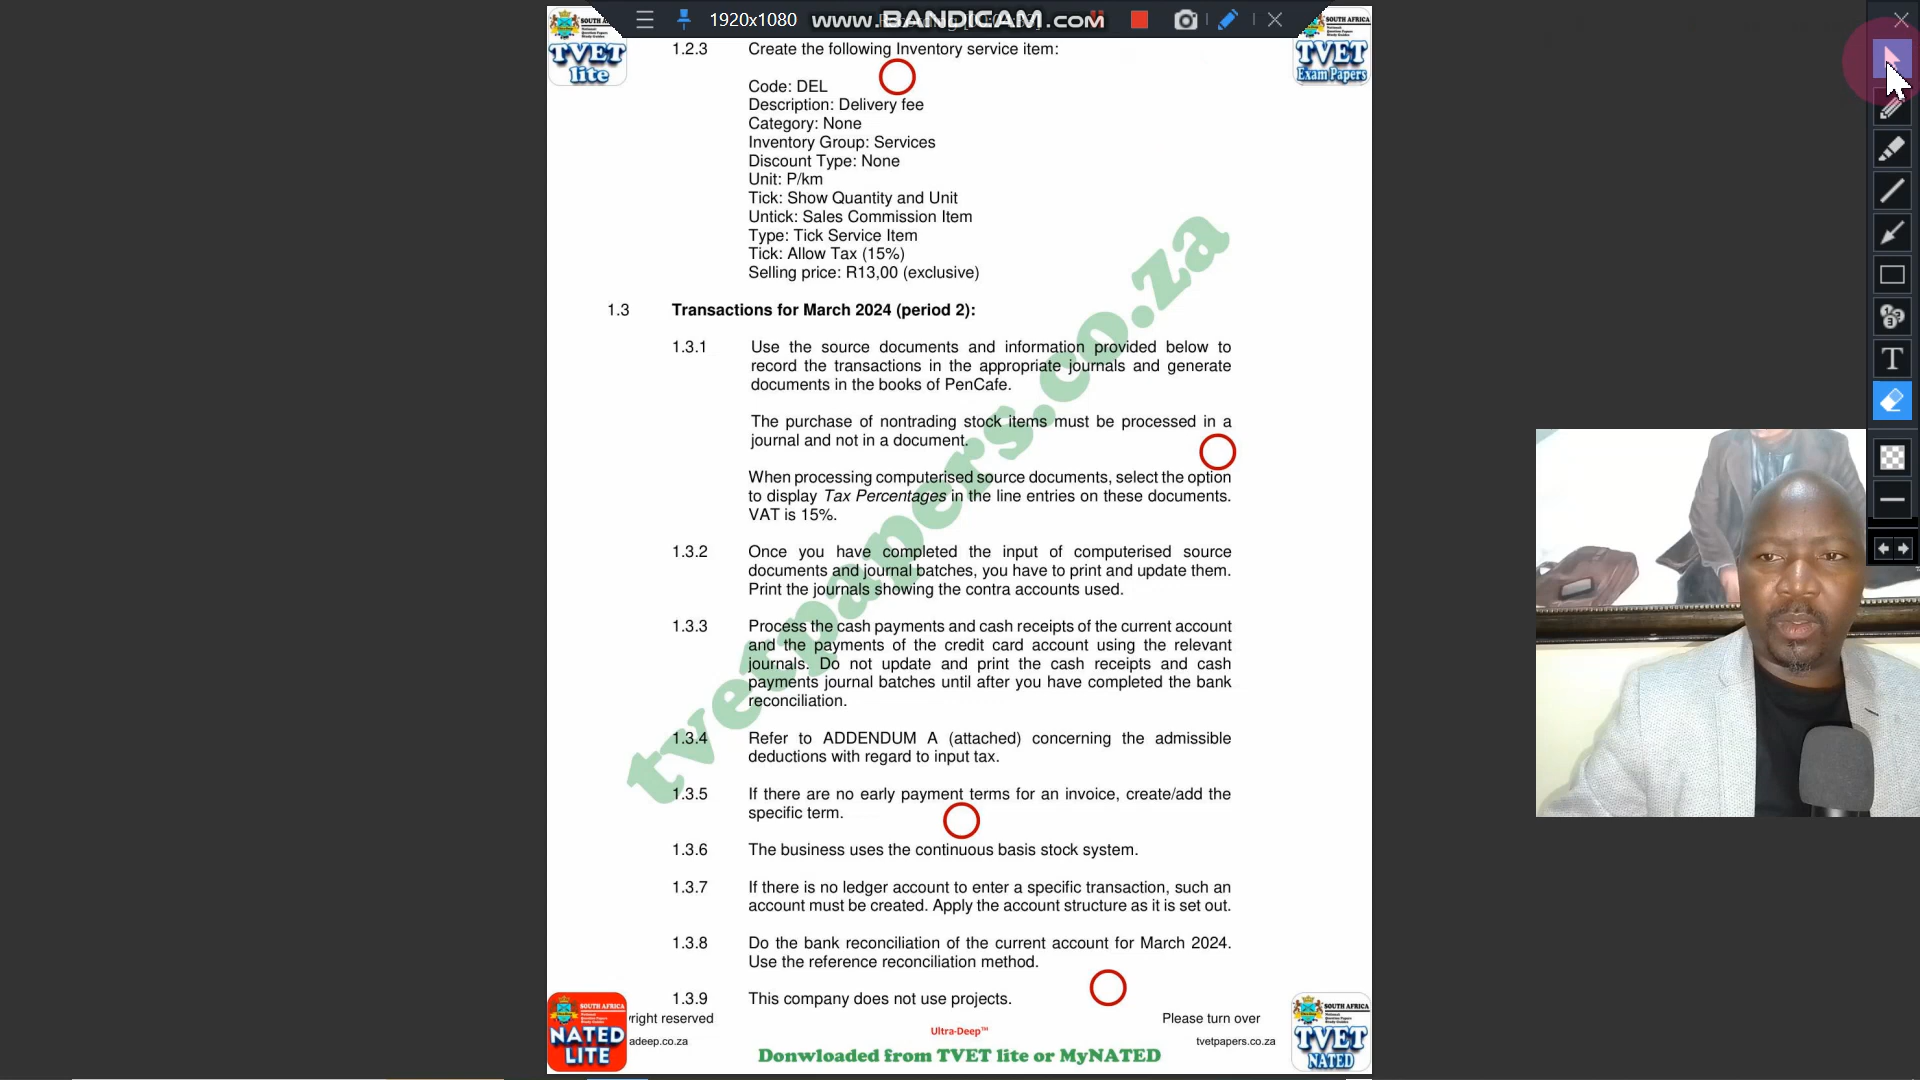 1920x1080
www.BANDICAM.com
SOUTH AFRICA
TVET
lite
SOUTH AFRICA
TVET
Exam Papers
1.2.3 Create the following Inventory service item:
Code: DEL
Description: Delivery fee
Category: None
Inventory Group: Services
Discount Type: None
Unit: P/km
Tick: Show Quantity and Unit
Untick: Sales Commission Item
Type: Tick Service Item
Tick: Allow Tax (15%)
Selling price: R13,00 (exclusive)
1.3 Transactions for March 2024 (period 2):
1.3.1 Use the source documents and information provided below to
record the transactions in the appropriate journals and generate
documents in the books of PenCafe.
The purchase of nontrading stock items must be processed in a
journal and not in a document.
When processing computerised source documents, select the option
to display Tax Percentages in the line entries on these documents.
VAT is 15%.
1.3.2 Once you have completed the input of computerised source
documents and journal batches, you have to print and update them.
Print the journals showing the contra accounts used.
1.3.3 Process the cash payments and cash receipts of the current account
and the payments of the credit card account using the relevant
journals. Do not update and print the cash receipts and cash
payments journal batches until after you have completed the bank
reconciliation.
1.3.4 Refer to ADDENDUM A (attached) concerning the admissible
deductions with regard to input tax.
1.3.5 If there are no early payment terms for an invoice, create/add the
specific term.
1.3.6 The business uses the continuous basis stock system.
1.3.7 If there is no ledger account to enter a specific transaction, such an
account must be created. Apply the account structure as it is set out.
1.3.8 Do the bank reconciliation of the current account for March 2024.
Use the reference reconciliation method.
1.3.9 This company does not use projects.
tvetpapers.co.za
right reserved
Please turn over
Ultra-Deep™
adeep.co.za
tvetpapers.co.za
Donwloaded from TVET lite or MyNATED
SOUTH AFRICA
NATED
LITE
SOUTH AFRICA
TVET
NATED
T